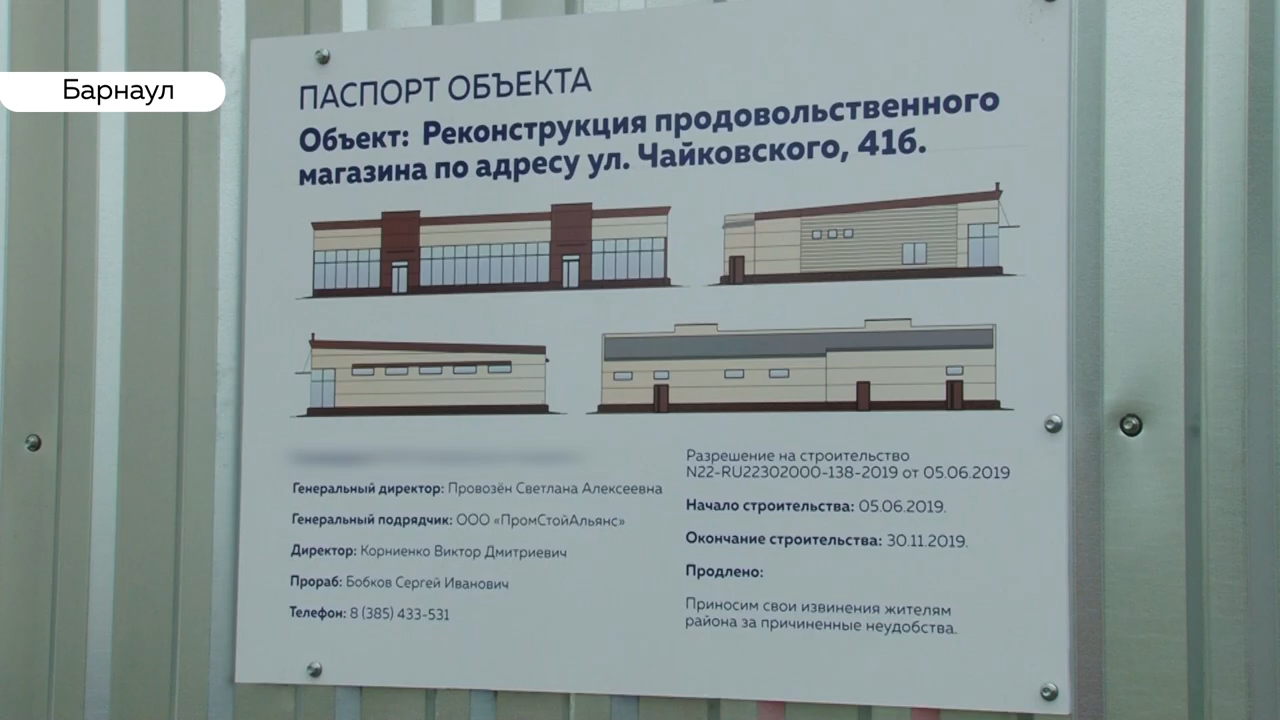 Барнаул
ПАСПОРТ ОБЪЕКТА
Объект: Реконструкция продовольственного
магазина по адресу ул. Чайковского, 41б.
Генеральный директор: Провозён Светлана Алексеевна
Генеральный подрядчик: ООО «ПромСтойАльянс»
Директор: Корниенко Виктор Дмитриевич
Прораб: Бобков Сергей Иванович
Телефон: 8 (385) 433-531
Разрешение на строительство
N22-RU22302000-138-2019 от 05.06.2019
Начало строительства: 05.06.2019.
Окончание строительства: 30.11.2019.
Продлено:
Приносим свои извинения жителям
района за причиненные неудобства.